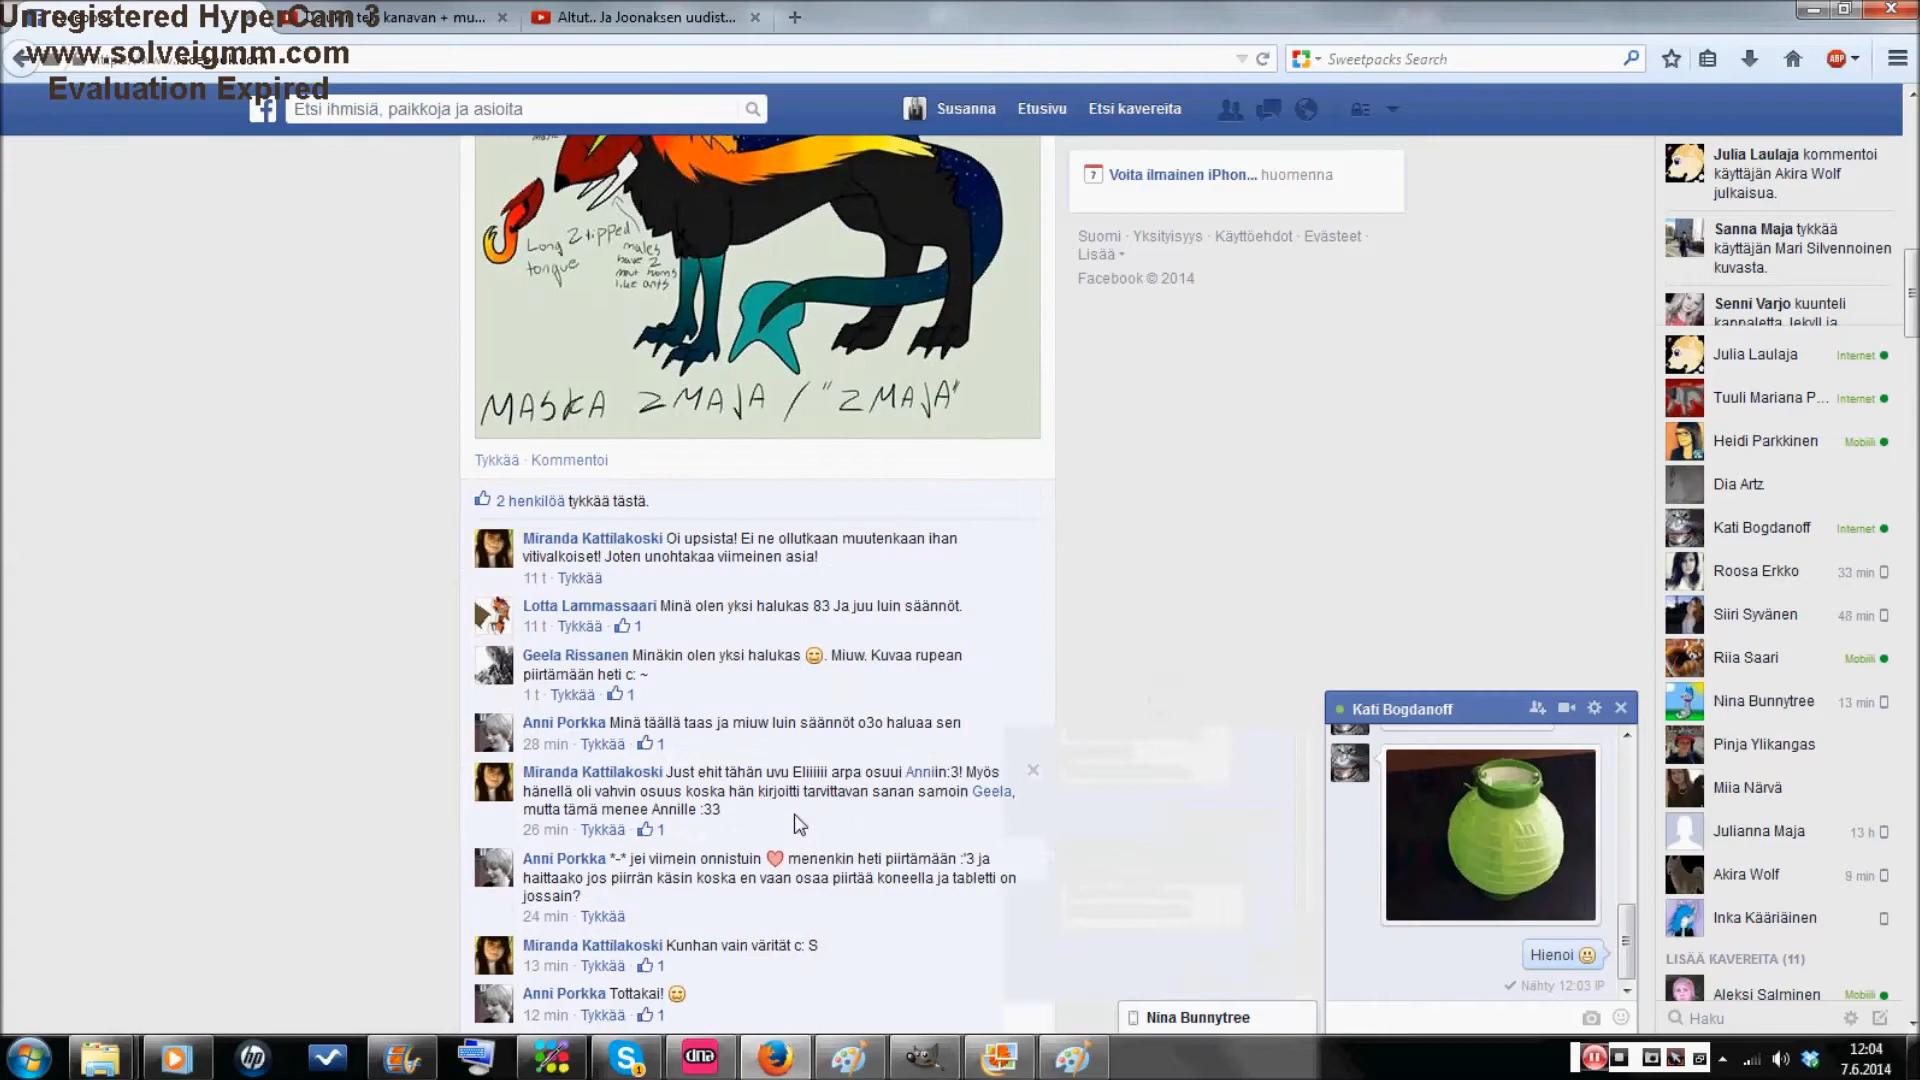 Unregistered HyperCam 3
www.solveigmm.com
Evaluation Expired
kanavan + mu...
Altut.. Ja Joonaksen uudist...
Sweetpacks Search
ABP
Etsi ihmisiä, paikkoja ja asioita
Susanna
Etusivu
Etsi kavereita
Long 2 tipped
tongue
males
have 2
like ants
MASKA ZMAJA / "ZMAJA"
Tykkää · Kommentoi
2 henkilöä tykkää tästä.
Miranda Kattilakoski Oi upsista! Ei ne ollutkaan muutenkaan ihan
vitivalkoiset! Joten unohtakaa viimeinen asia!
11 t · Tykkää
Lotta Lammassaari Minä olen yksi halukas 83 Ja juu luin säännöt.
11 t · Tykkää · 1
Geela Rissanen Minäkin olen yksi halukas 😊. Miuw. Kuvaa rupean
piirtämään heti c: ~
1 t · Tykkää · 1
Anni Porkka Minä täällä taas ja miuw luin säännöt o3o haluaa sen
28 min · Tykkää · 1
Miranda Kattilakoski Just ehit tähän uvu Eliiiiii arpa osuui Anniin:3! Myös
hänellä oli vahvin osuus koska hän kirjoitti tarvittavan sanan samoin Geela,
mutta tämä menee Annille :33
26 min · Tykkää · 1
Anni Porkka *-* jei viimein onnistuin ❤ menenkin heti piirtämään :'3 ja
haittaako jos piirrän käsin koska en vaan osaa piirtää koneella ja tabletti on
jossain?
24 min · Tykkää
Miranda Kattilakoski Kunhan vain värität c: S
13 min · Tykkää · 1
Anni Porkka Tottakai! 😊
12 min · Tykkää · 1
7 Voita ilmainen iPhon... huomenna
Suomi · Yksityisyys · Käyttöehdot · Evästeet ·
Lisää
Facebook © 2014
Julia Laulaja kommentoi
käyttäjän Akira Wolf
julkaisua.
Sanna Maja tykkää
käyttäjän Mari Silvennoinen
kuvasta.
Senni Varjo kuunteli
kappaletta Jekyll ja
Julia Laulaja Internet
Tuuli Mariana P... Internet
Heidi Parkkinen Mobiili
Dia Artz
Kati Bogdanoff Internet
Roosa Erkko 33 min
Siiri Syvänen 48 min
Riia Saari Mobiili
Nina Bunnytree 13 min
Pinja Ylikangas
Miia Närvä
Julianna Maja 13 h
Akira Wolf 9 min
Inka Kääriäinen
LISÄÄ KAVEREITA (11)
Aleksi Salminen Mobiili
Haku
Kati Bogdanoff
Hienoi 😀
Nähty 12:03 IP
Nina Bunnytree
hp
dna
12:04
7.6.2014